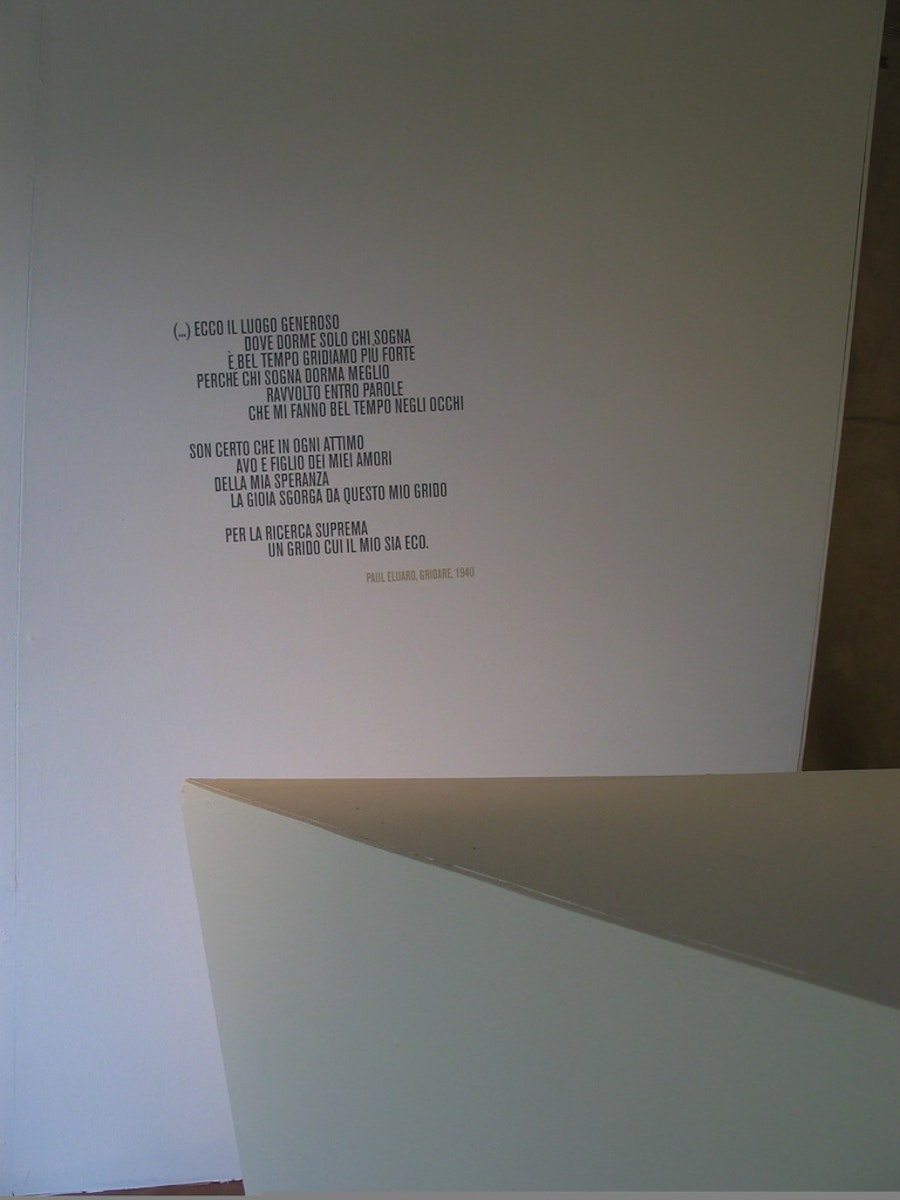 (...) ECCO IL LUOGO GENEROSO
DOVE DORME SOLO CHI SOGNA
È BEL TEMPO GRIDIAMO PIÙ FORTE
PERCHE CHI SOGNA DORMA MEGLIO
RAVVOLTO ENTRO PAROLE
CHE MI FANNO BEL TEMPO NEGLI OCCHI
SON CERTO CHE IN OGNI ATTIMO
AVO E FIGLIO DEI MIEI AMORI
DELLA MIA SPERANZA
LA GIOIA SGORGA DA QUESTO MIO GRIDO
PER LA RICERCA SUPREMA
UN GRIDO CUI IL MIO SIA ECO.
PAUL ELUARD, GRIDARE, 1940